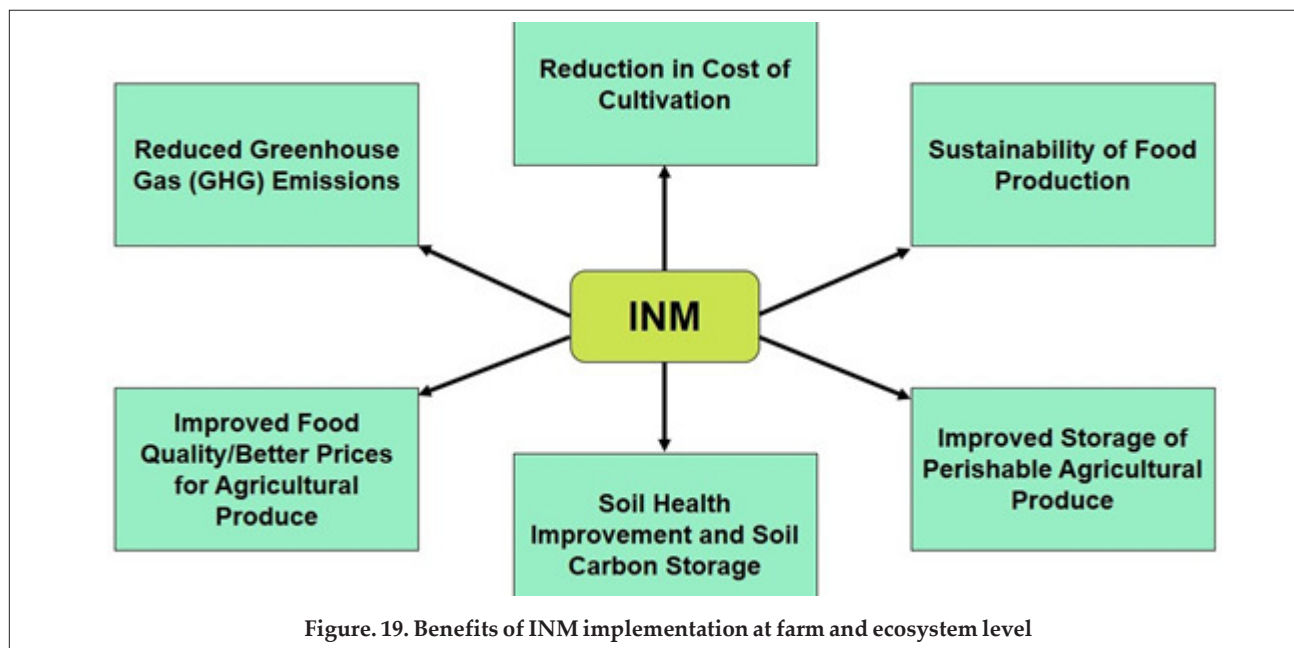 Reduction in Cost of
Cultivation
Reduced Greenhouse
Gas (GHG) Emissions
Sustainability of Food
Production
INM
Improved Food
Quality/Better Prices
for Agricultural
Produce
Soil Health
Improvement and Soil
Carbon Storage
Improved Storage of
Perishable Agricultural
Produce
Figure. 19. Benefits of INM implementation at farm and ecosystem level